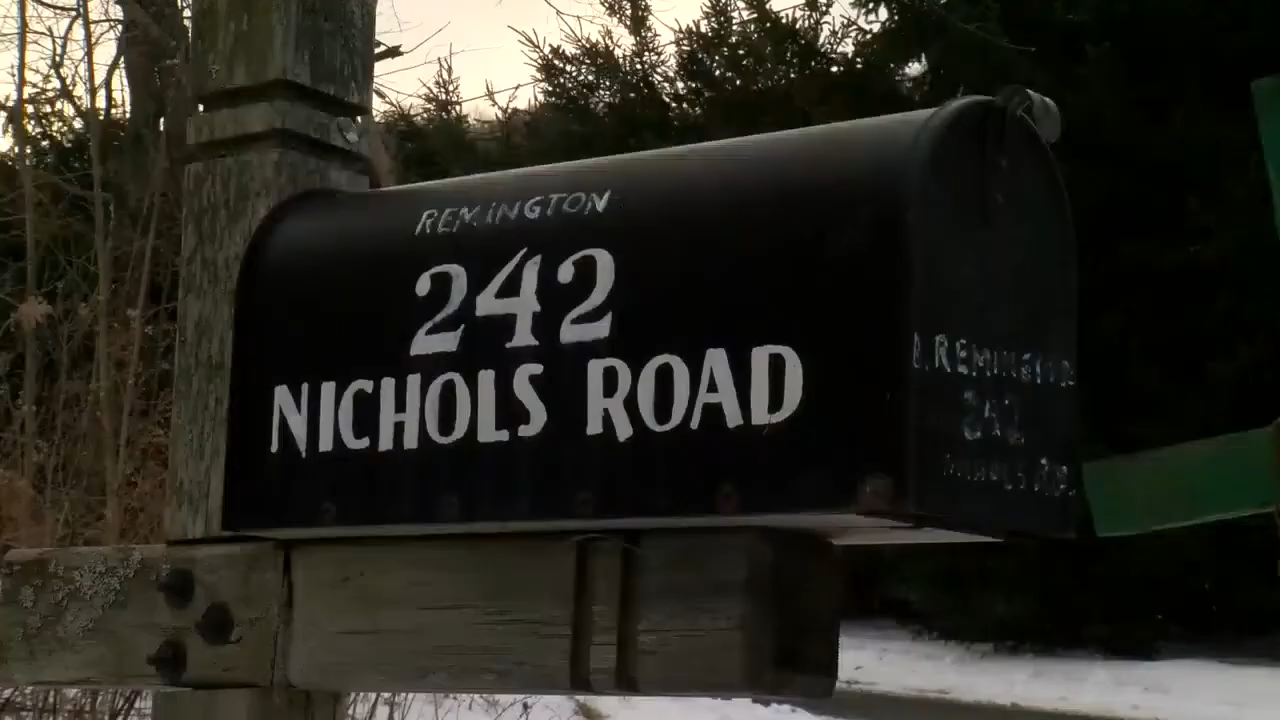 REMINGTON
242
NICHOLS ROAD
REMINGTON
242
NICHOLS RD.